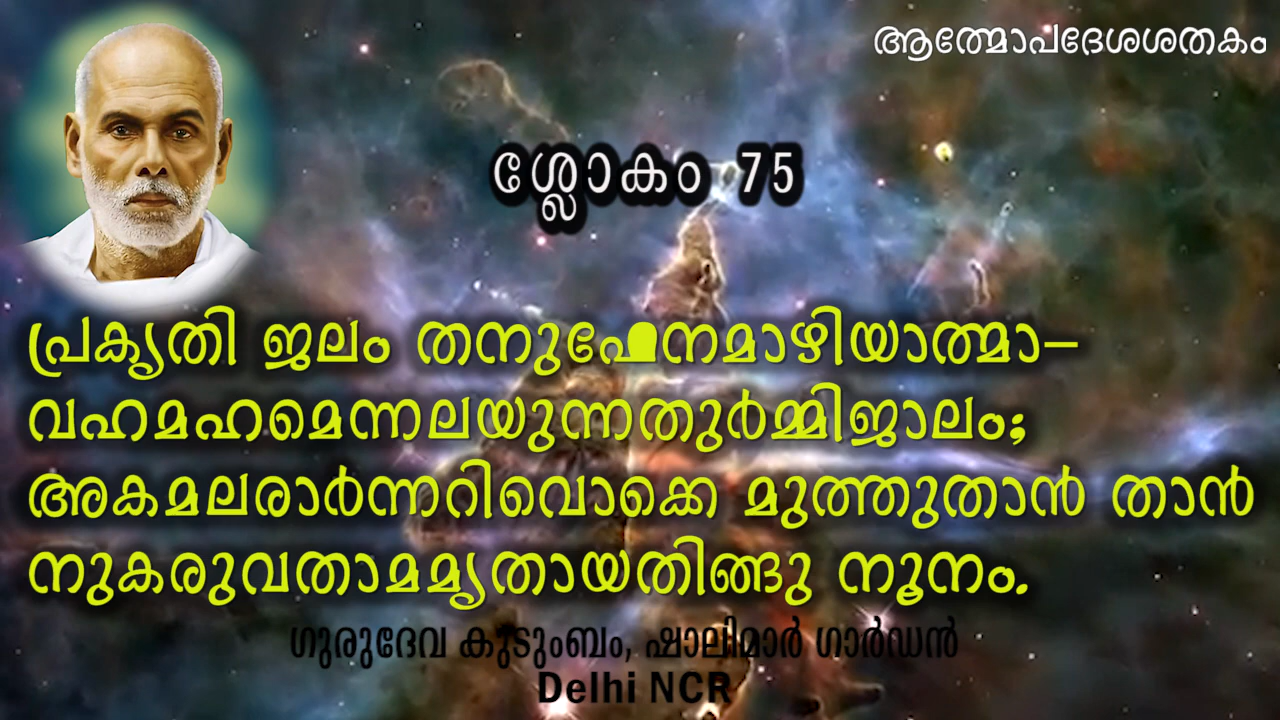 ആത്മോപദേശശതകം
ശ്ലോകം 75
പ്രകൃതി ജലം തനുഫേനമാഴിയാത്മാ–
വഹമഹമെന്നലയുന്നതുർമ്മിജാലം;
അകമലരാർന്നറിവൊക്കെ മുത്തുതാൻ താൻ
നുകരുവതാമമൃതായതിങ്ങു നൂനം.
ഗുരുദേവ കുടുംബം, ഷാലിമാർ ഗാർഡൻ
Delhi NCR